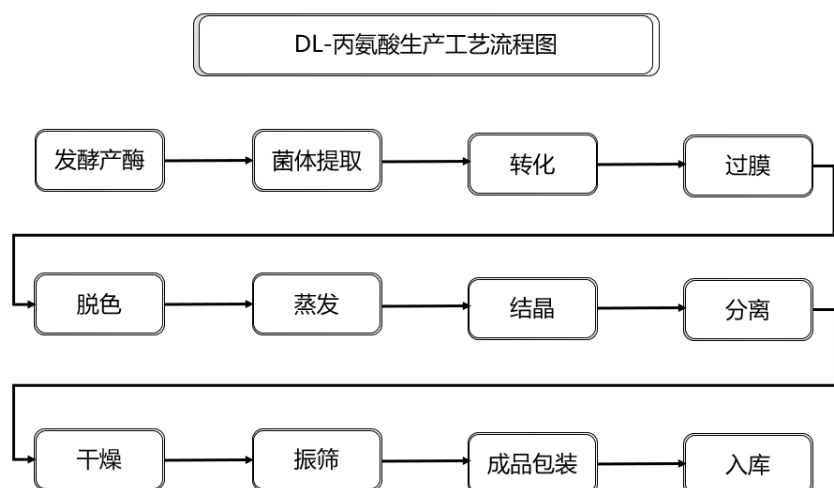 DL-丙氨酸生产工艺流程图
发酵产酶
菌体提取
转化
过膜
脱色
蒸发
结晶
分离
干燥
振筛
成品包装
入库